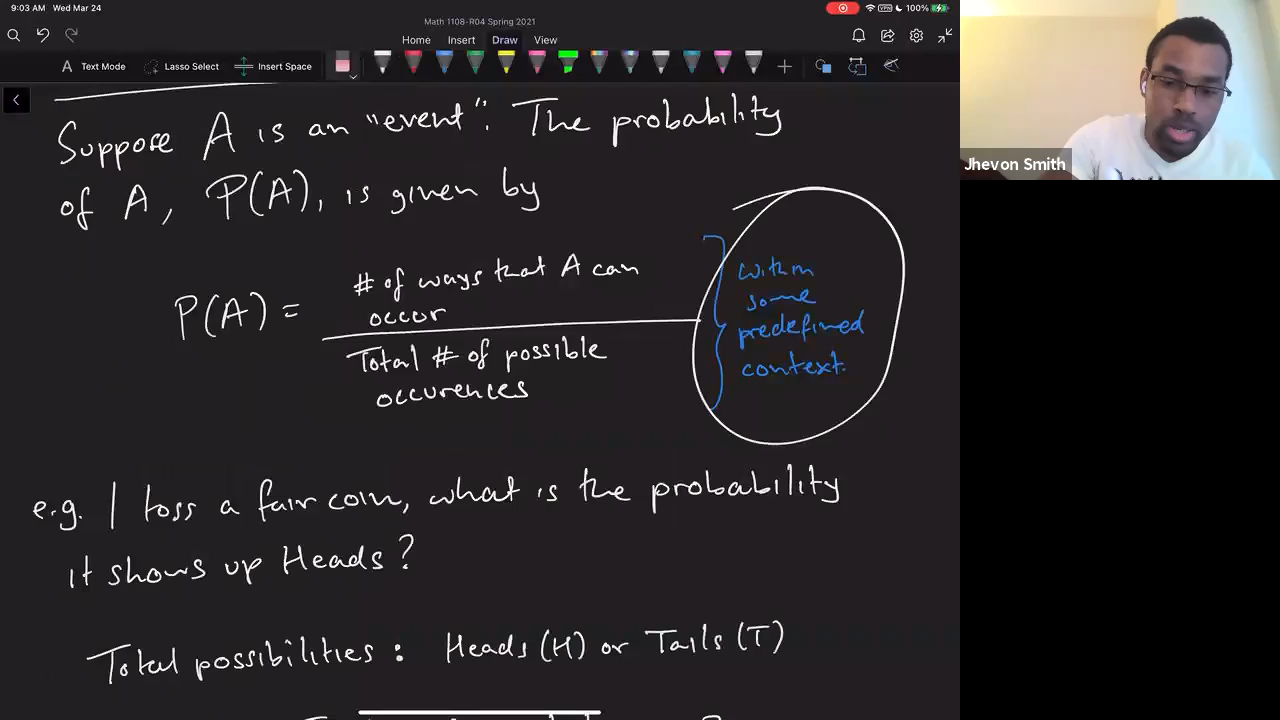 9:03 AM Wed Mar 24
VPN 100%
Math 1108-R04 Spring 2021
Home Insert Draw View
Text Mode Lasso Select Insert Space
Suppose A is an "event". The probability
of A, P(A), is given by
P(A) =
# of ways that A can
occur
Total # of possible
occurences
within
some
predefined
context.
e.g. I toss a fair coin, what is the probability
it shows up Heads?
Total possibilities: Heads (H) or Tails (T)
Jhevon Smith